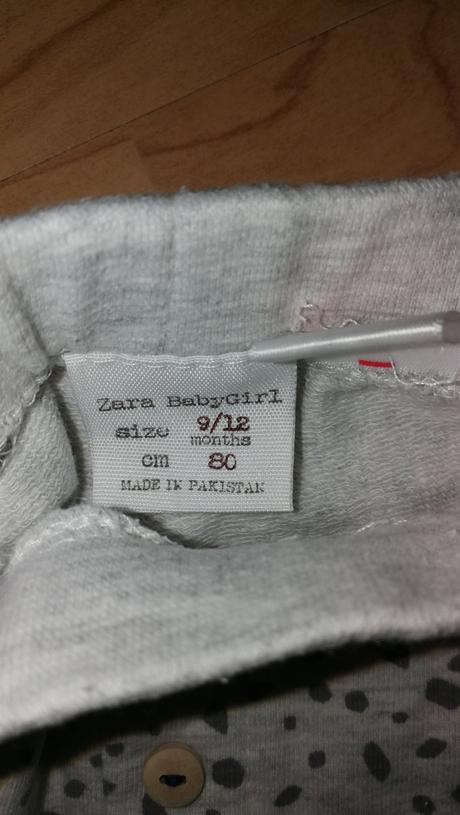 Zara BabyGirl
size 9/12
months
cm 80
MADE IN PAKISTAN